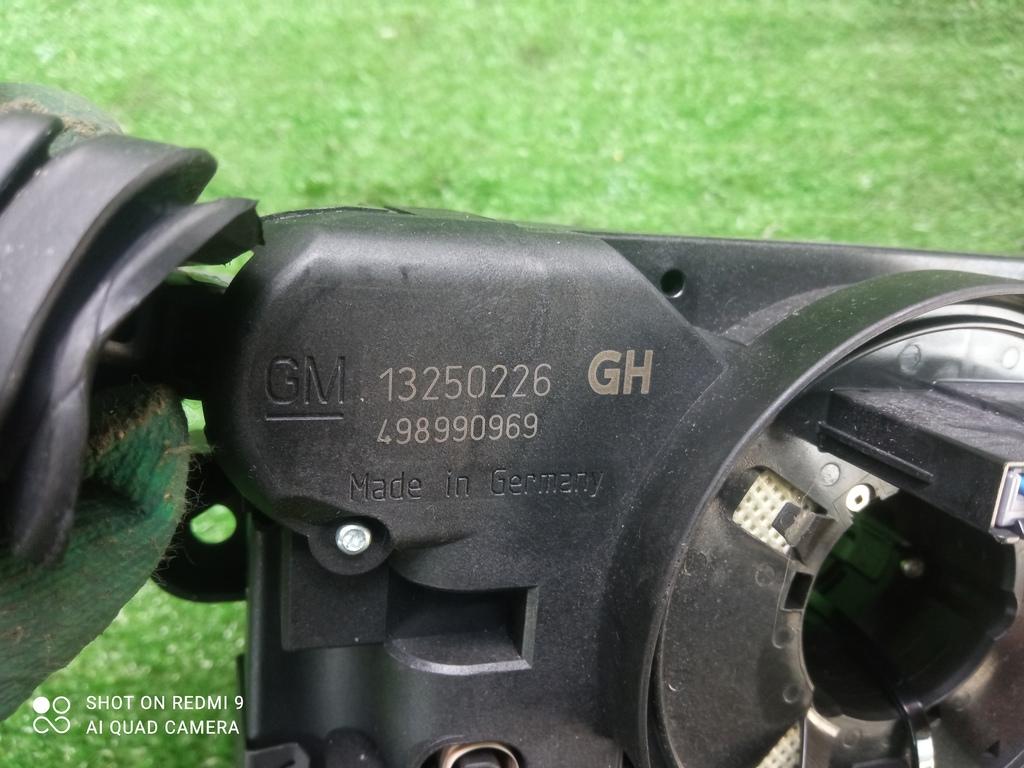 GM 13250226 GH
498990969
Made in Germany
SHOT ON REDMI 9
AI QUAD CAMERA